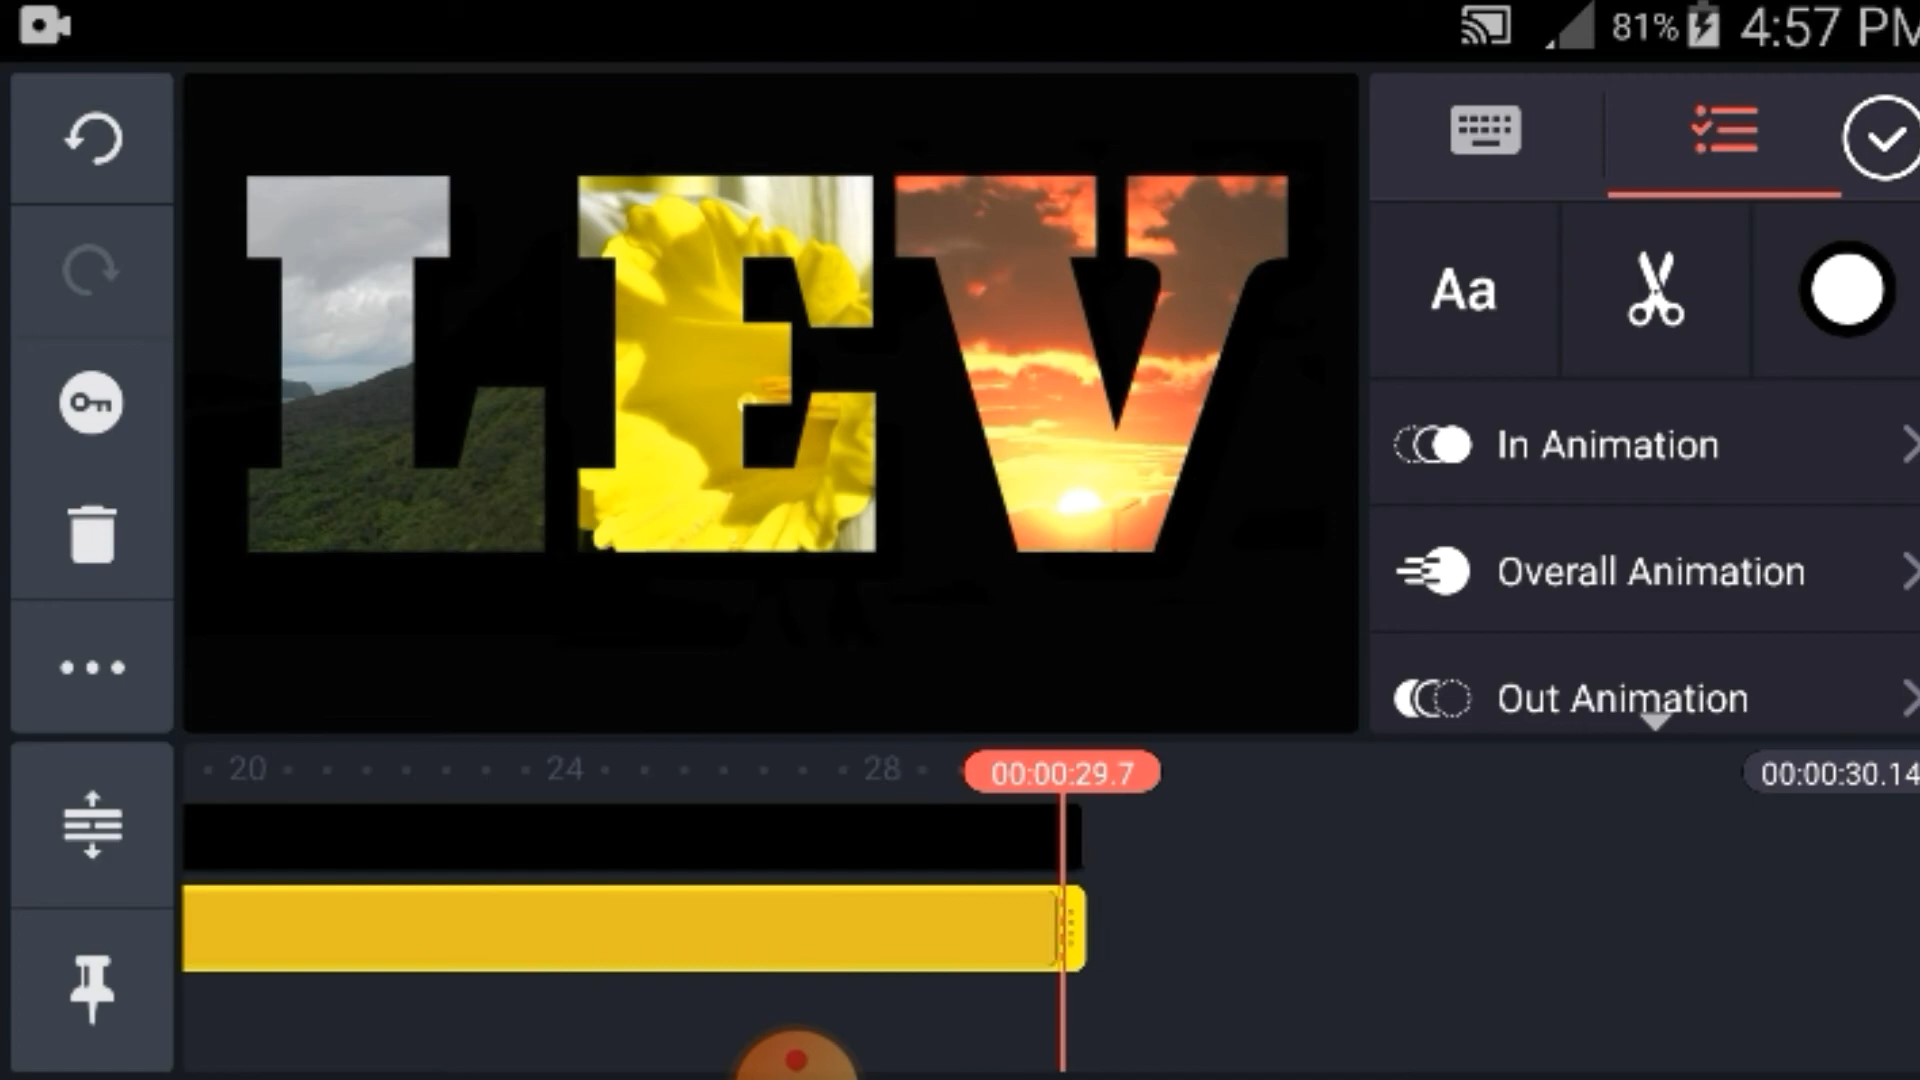 81% 4:57 PM
LEV
Aa
In Animation
Overall Animation
Out Animation
20 24 28 00:00:29.7 00:00:30.14